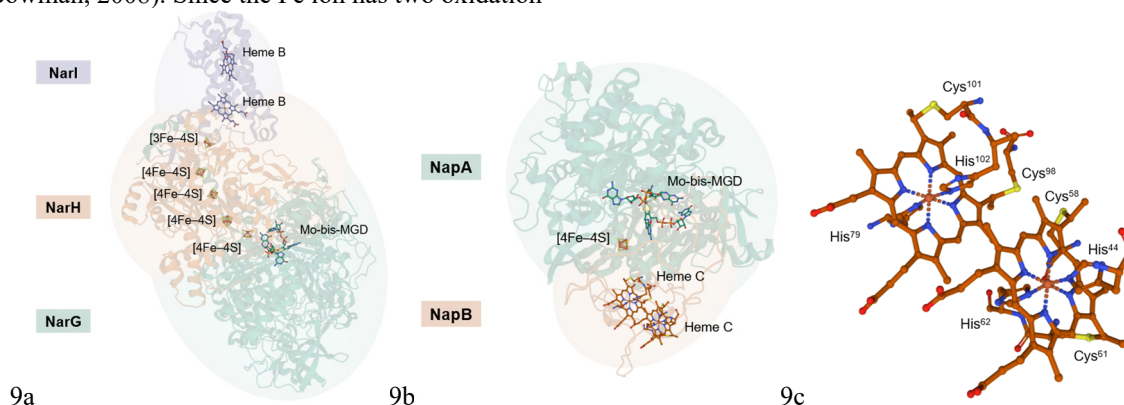 Bowman, 2008). Since the Fe ion has two oxidation
NarI
Heme B
Heme B
[3Fe–4S]
[4Fe–4S]
[4Fe–4S]
NarH
[4Fe–4S]
Mo-bis-MGD
[4Fe–4S]
NarG
9a
NapA
Mo-bis-MGD
[4Fe–4S]
Heme C
NapB
Heme C
9b
Cys101
His102
Cys98
Cys58
His79
His44
His62
Cys61
9c